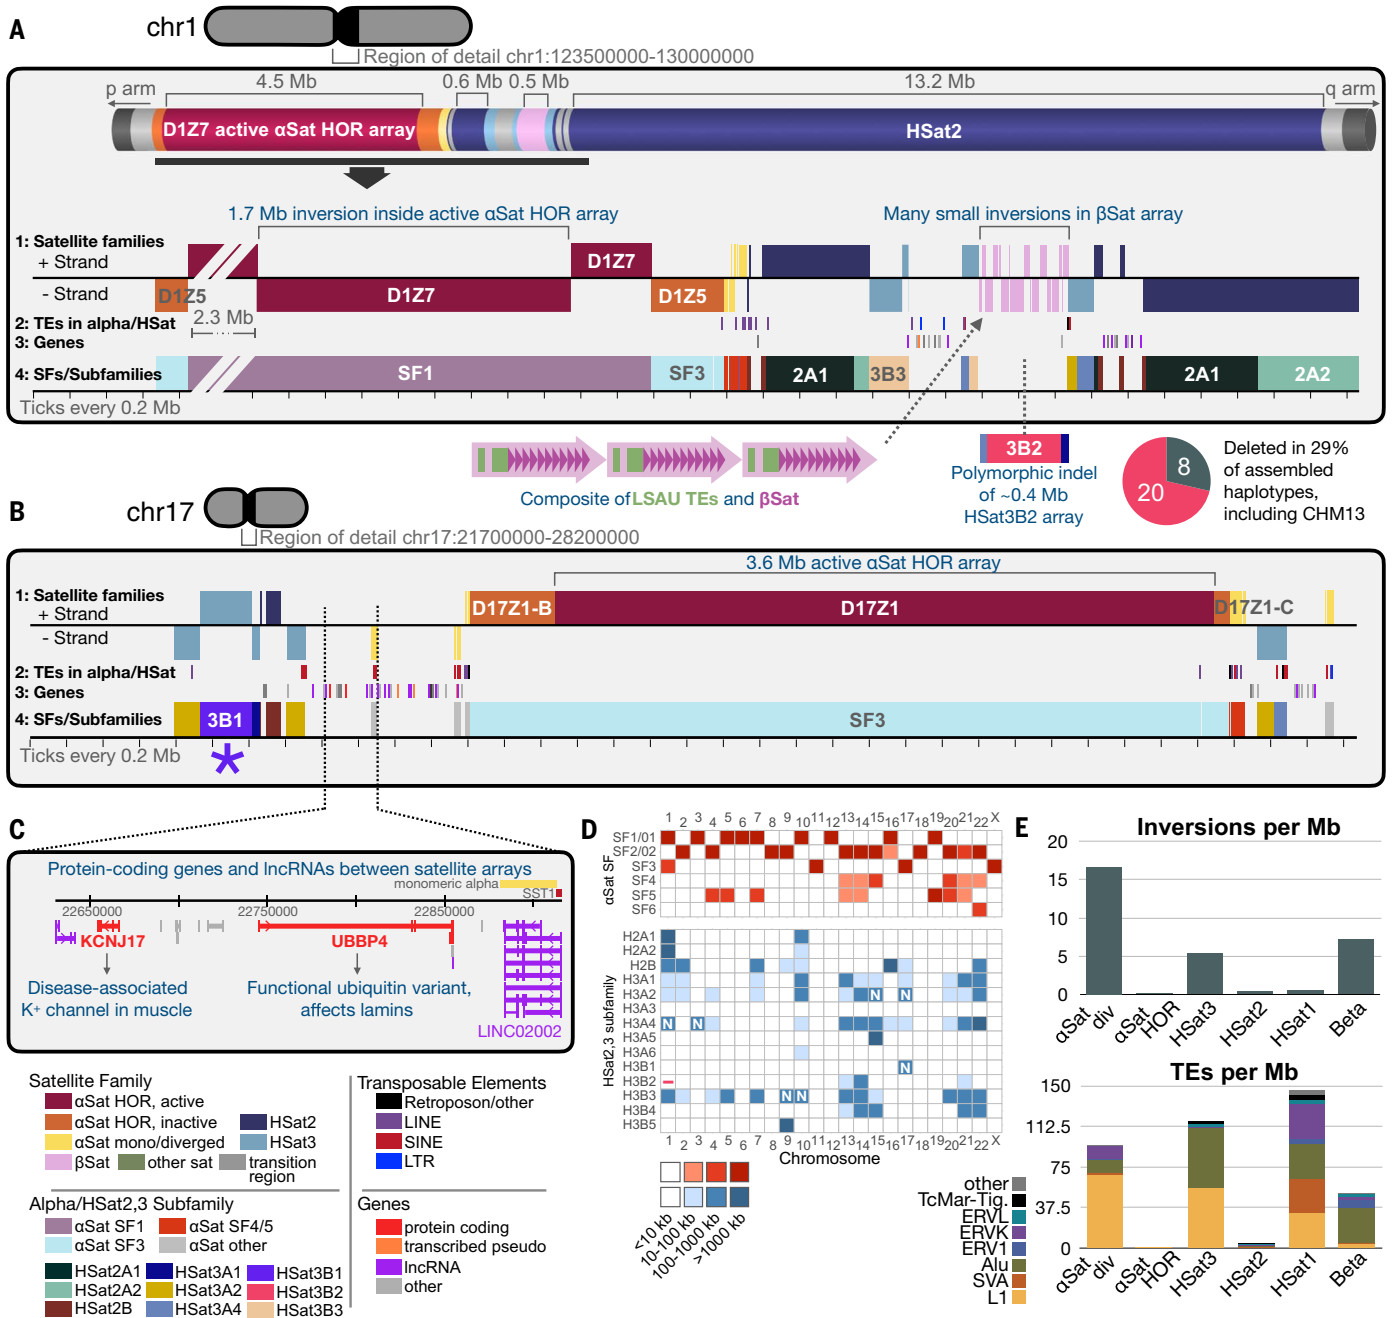 A
chr1
Region of detail chr1:123500000-130000000
p arm
4.5 Mb
0.6 Mb
0.5 Mb
13.2 Mb
q arm
D1Z7 active αSat HOR array
HSat2
1.7 Mb inversion inside active αSat HOR array
Many small inversions in βSat array
1: Satellite families
+ Strand
D1Z7
- Strand
D1Z5
D1Z7
D1Z5
2: TEs in alpha/HSat
2.3 Mb
3: Genes
4: SFs/Subfamilies
SF1
SF3
2A1
3B3
2A1
2A2
Ticks every 0.2 Mb
Composite of LSAU TEs and βSat
3B2
Polymorphic indel
of ~0.4 Mb
HSat3B2 array
8
20
Deleted in 29%
of assembled
haplotypes,
including CHM13
B
chr17
Region of detail chr17:21700000-28200000
3.6 Mb active αSat HOR array
1: Satellite families
+ Strand
D17Z1-B
D17Z1
D17Z1-C
- Strand
2: TEs in alpha/HSat
3: Genes
4: SFs/Subfamilies
3B1
SF3
Ticks every 0.2 Mb
*
C
Protein-coding genes and lncRNAs between satellite arrays
monomeric alpha
SST1
22650000
22750000
22850000
KCNJ17
UBBP4
Disease-associated
K+ channel in muscle
Functional ubiquitin variant,
affects lamins
LINC02002
Satellite Family
αSat HOR, active
αSat HOR, inactive
HSat2
αSat mono/diverged
HSat3
βSat
other sat
transition
region
Alpha/HSat2,3 Subfamily
αSat SF1
αSat SF4/5
αSat SF3
αSat other
HSat2A1
HSat3A1
HSat3B1
HSat2A2
HSat3A2
HSat3B2
HSat2B
HSat3A4
HSat3B3
Transposable Elements
Retroposon/other
LINE
SINE
LTR
Genes
protein coding
transcribed pseudo
lncRNA
other
D
1 2 3 4 5 6 7 8 9 10 11 12 13 14 15 16 17 18 19 20 21 22 X
αSat SF
SF1/01
SF2/02
SF3
SF4
SF5
SF6
HSat2,3 subfamily
H2A1
H2A2
H2B
H3A1
H3A2
N N
H3A3
H3A4
N N
H3A5
H3A6
H3B1
N
H3B2
H3B3
N N
H3B4
H3B5
1 2 3 4 5 6 7 8 9 10 11 12 13 14 15 16 17 18 19 20 21 22 X
Chromosome
<10 kb
10-100 kb
100-1000 kb
>1000 kb
E
Inversions per Mb
20
15
10
5
0
αSat
div
αSat
HOR
HSat3
HSat2
HSat1
Beta
TEs per Mb
150
112.5
75
37.5
0
αSat
div
αSat
HOR
HSat3
HSat2
HSat1
Beta
other
TcMar-Tig.
ERVL
ERVK
ERV1
Alu
SVA
L1